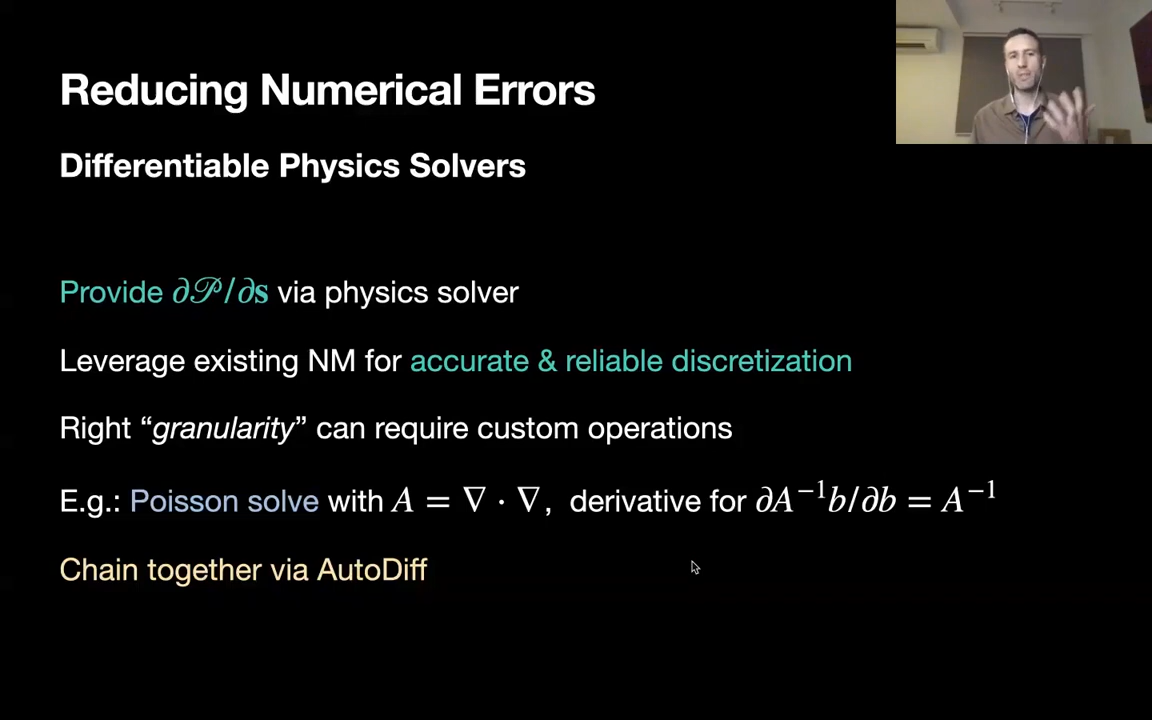 Reducing Numerical Errors
Differentiable Physics Solvers
Provide ∂𝒫/∂s via physics solver
Leverage existing NM for accurate & reliable discretization
Right “granularity” can require custom operations
E.g.: Poisson solve with A = ∇ · ∇, derivative for ∂A⁻¹b/∂b = A⁻¹
Chain together via AutoDiff